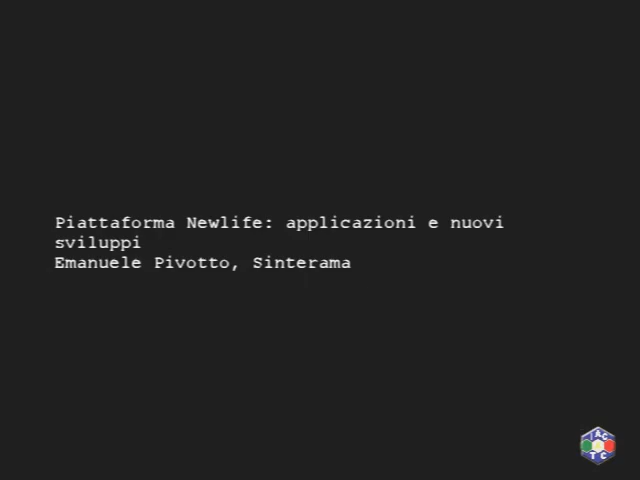 Piattaforma Newlife: applicazioni e nuovi
sviluppi
Emanuele Pivotto, Sinterama